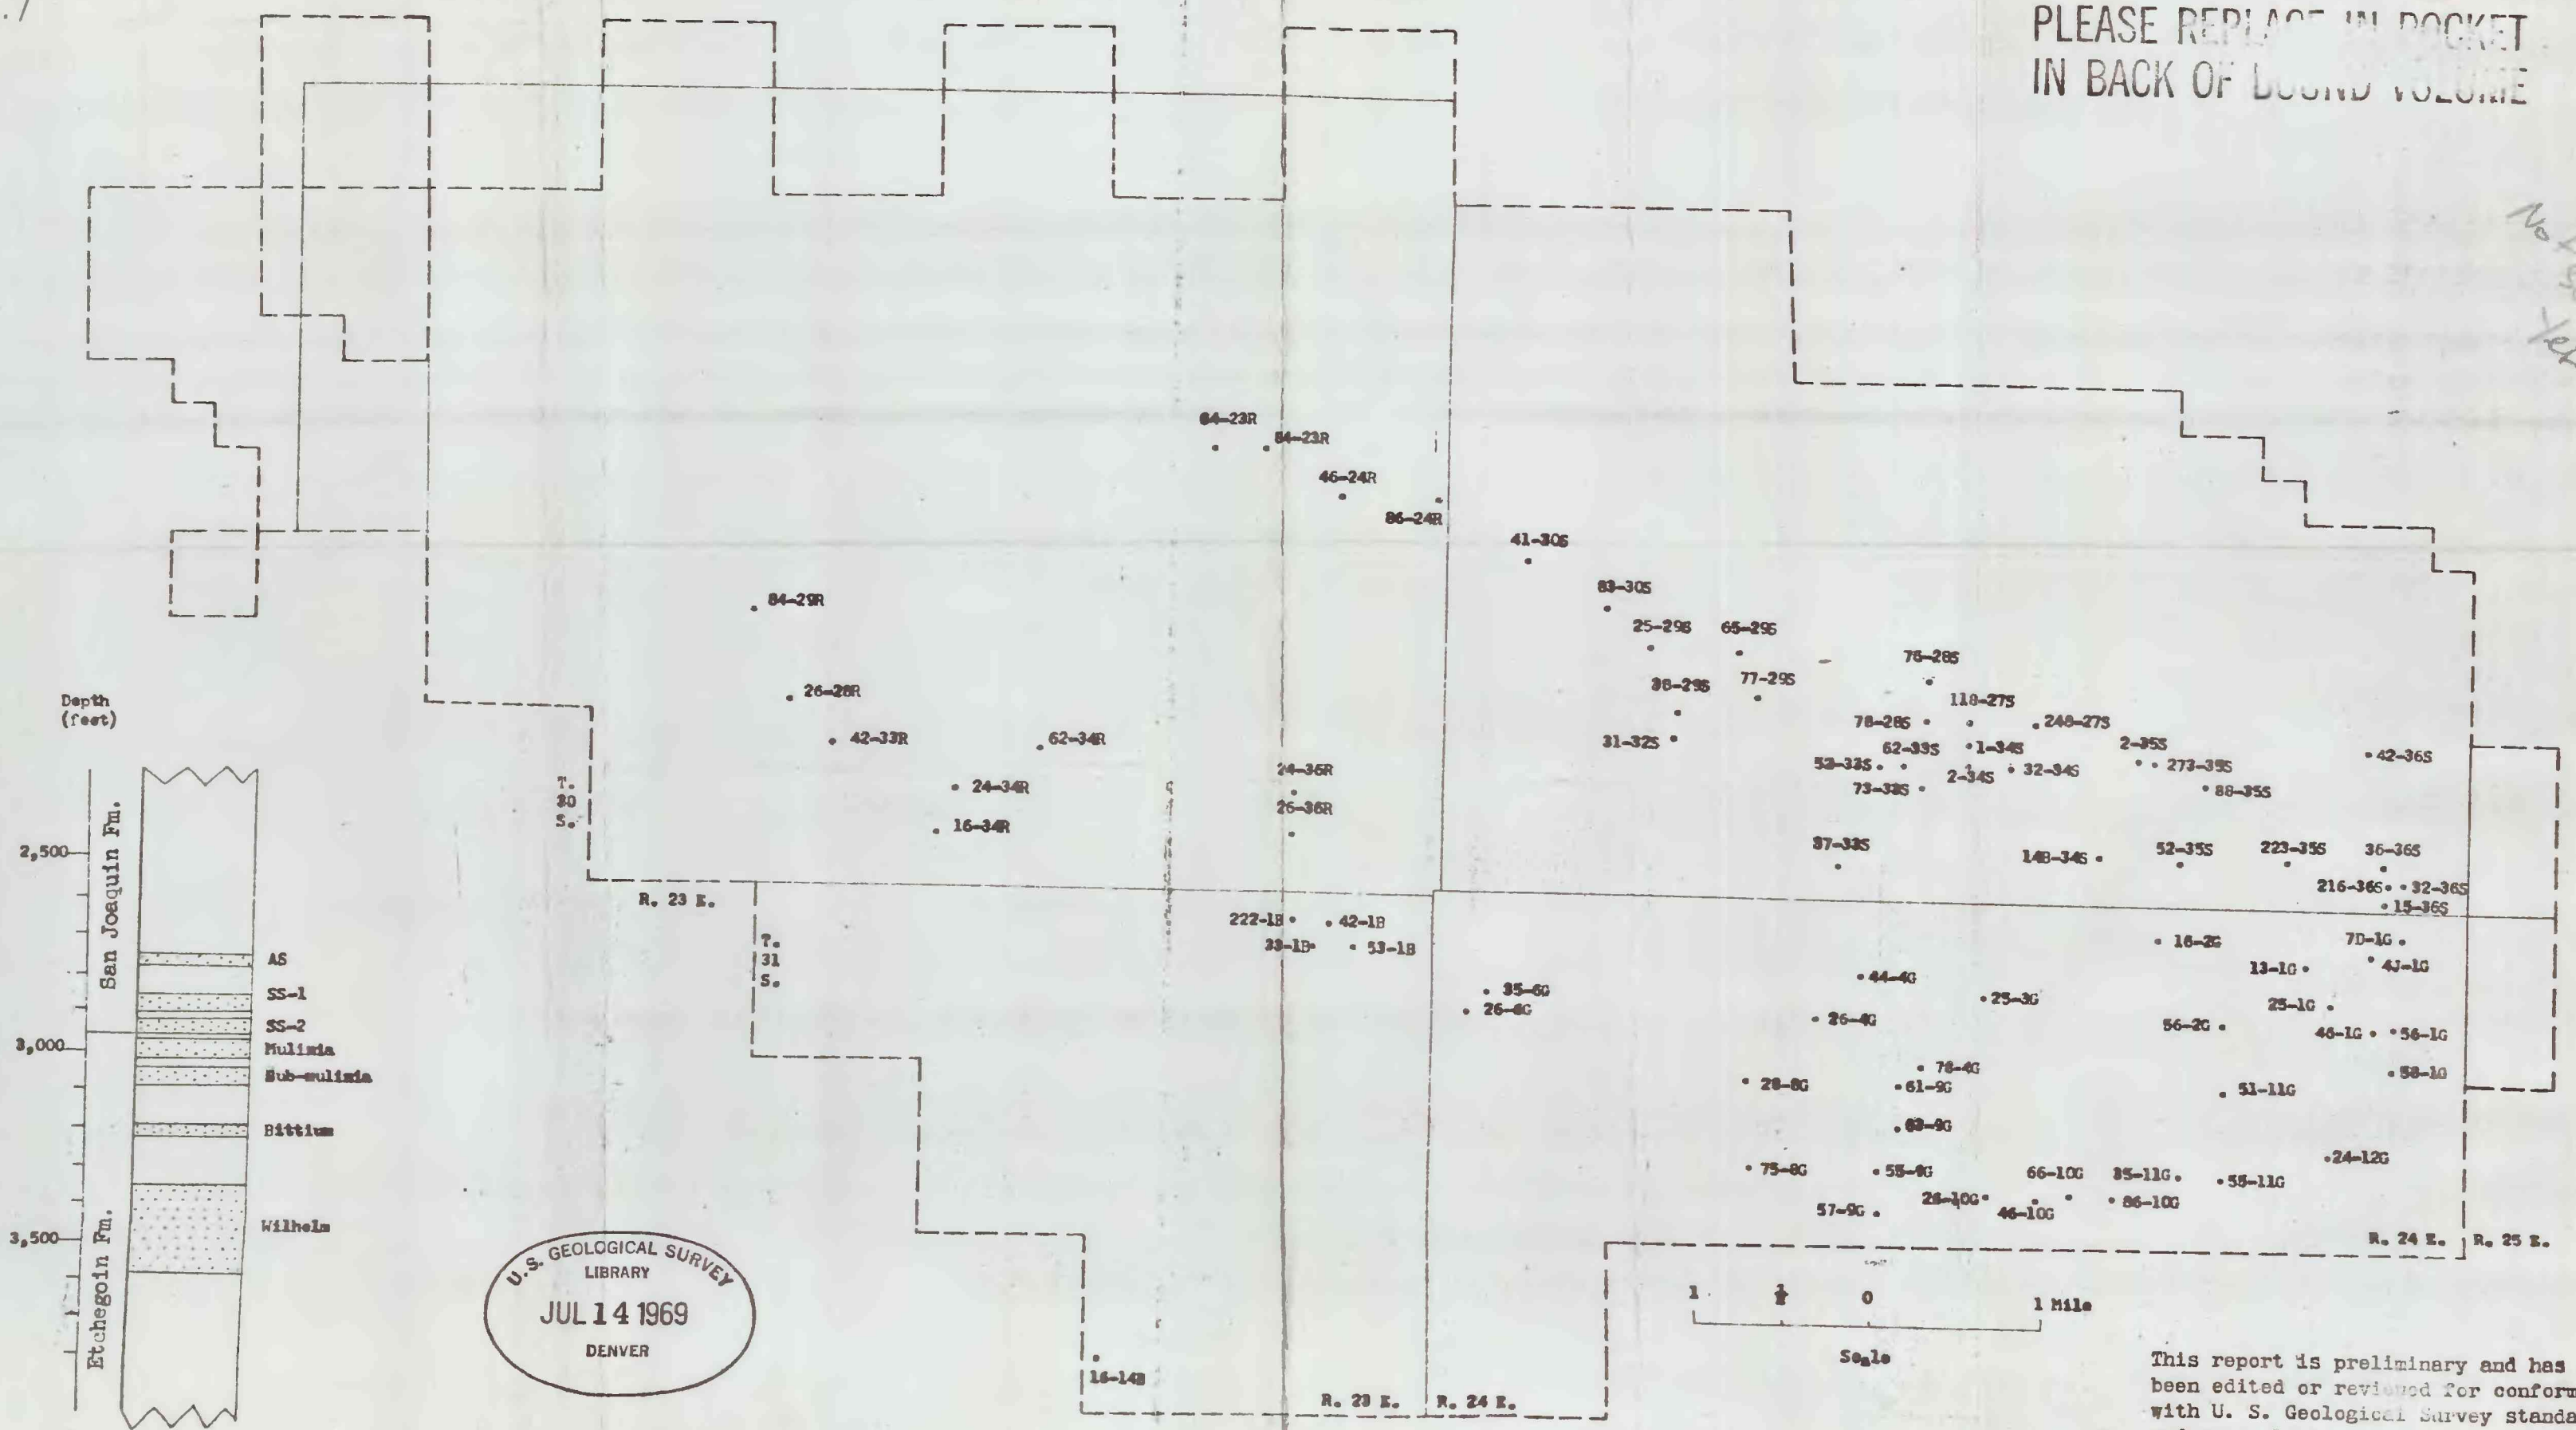 PLEASE REPLACE IN POCKET
IN BACK OF BOUND VOLUME
No
Yet
64-23R
84-23R
46-24R
86-24R
41-30S
83-30S
25-29S
65-29S
38-29S
77-29S
31-32S
76-28S
118-27S
78-28S
248-27S
62-33S
1-34S
2-35S
42-36S
52-33S
2-34S
32-34S
273-35S
73-33S
88-35S
84-29R
26-28R
42-33R
62-34R
24-34R
16-34R
24-36R
26-36R
37-33S
14B-34S
52-35S
223-35S
36-36S
216-36S
32-36S
15-36S
T.
30
S.
R. 23 E.
T.
31
S.
222-1B
42-1B
33-1B
53-1B
35-6G
26-6G
16-2G
7D-1G
44-4G
13-1G
4J-1G
25-3G
25-1G
26-4G
56-2G
46-1G
56-1G
78-4G
28-8G
61-9G
58-1G
51-11G
83-9G
75-8G
55-9G
66-10G
35-11G
24-12G
26-10G
55-11G
57-9G
46-10G
86-10G
R. 24 E.
R. 25 E.
16-14B
R. 23 E.
R. 24 E.
1
½
0
1 Mile
Scale
Depth
(feet)
San Joaquin Fm.
Etchegoin Fm.
2,500
3,000
3,500
AS
SS-1
SS-2
Mulinia
Sub-mulinia
Bittium
Wilhelm
U.S. GEOLOGICAL SURVEY
LIBRARY
JUL 14 1969
DENVER
This report is preliminary and has
been edited or reviewed for conform
with U. S. Geological Survey standa